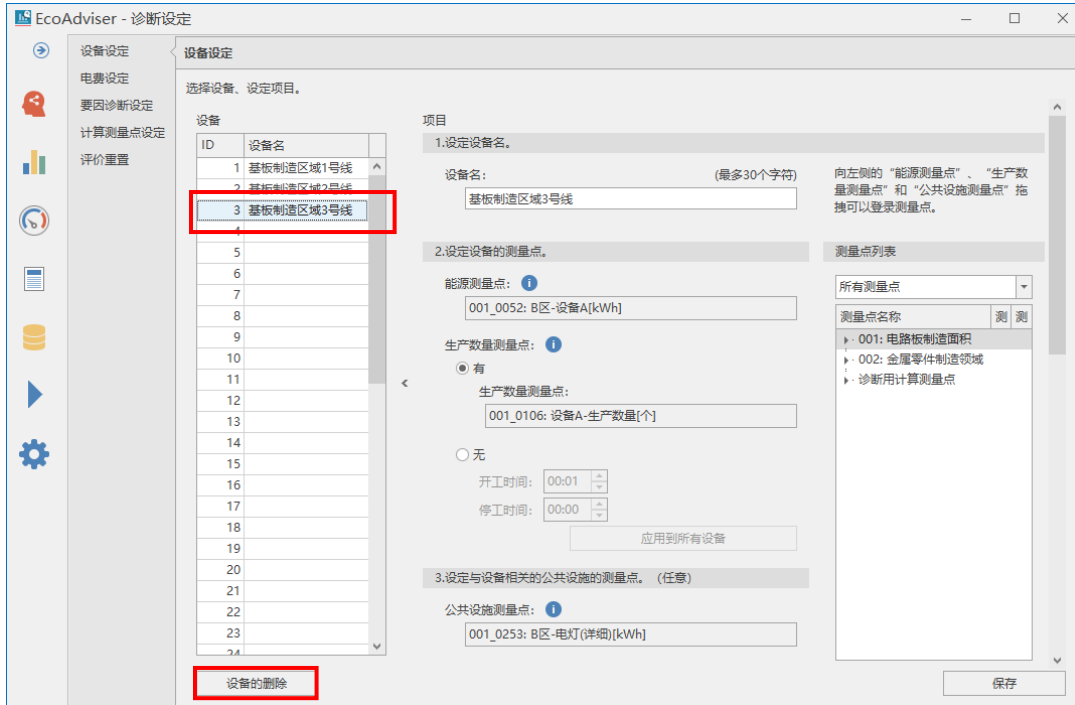 EcoAdviser - 诊断设定
设备设定
电费设定
要因诊断设定
计算测量点设定
评价重置
设备设定
选择设备、设定项目。
设备
ID 设备名
1 基板制造区域1号线
2 基板制造区域2号线
3 基板制造区域3号线
4
5
6
7
8
9
10
11
12
13
14
15
16
17
18
19
20
21
22
23
24
设备的删除
项目
1.设定设备名。
设备名: (最多30个字符)
基板制造区域3号线
2.设定设备的测量点。
能源测量点:
001_0052: B区-设备A[kWh]
生产数量测量点:
有
生产数量测量点:
001_0106: 设备A-生产数量[个]
无
开工时间: 00:01
停工时间: 00:00
应用到所有设备
3.设定与设备相关的公共设施的测量点。 (任意)
公共设施测量点:
001_0253: B区-电灯(详细)[kWh]
向左侧的“能源测量点”、“生产数
量测量点”和“公共设施测量点”拖
拽可以登录测量点。
测量点列表
所有测量点
测量点名称 测 测
001: 电路板制造面积
002: 金属零件制造领域
诊断用计算测量点
保存